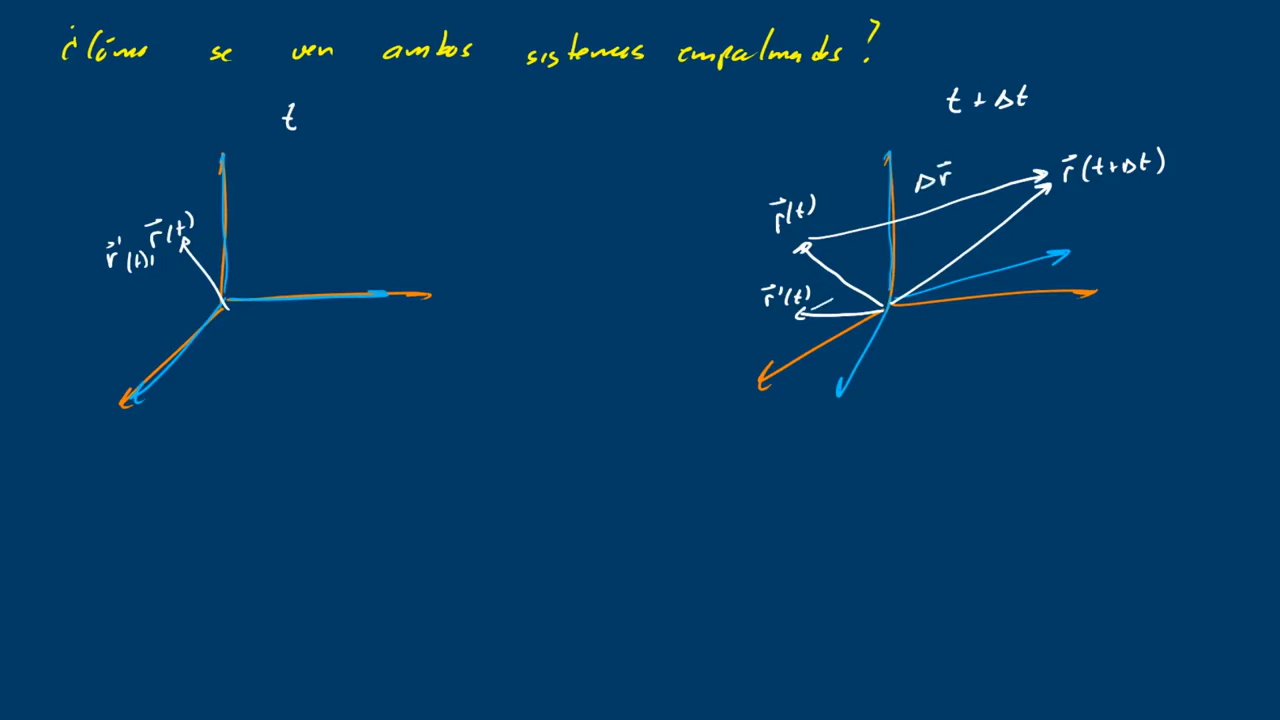 ¿Cómo se ven ambos sistemas empalmados?
t
t + Δt
r⃗(t)
r⃗'(t)
Δr⃗
r⃗(t+Δt)
r⃗(t)
r⃗'(t)